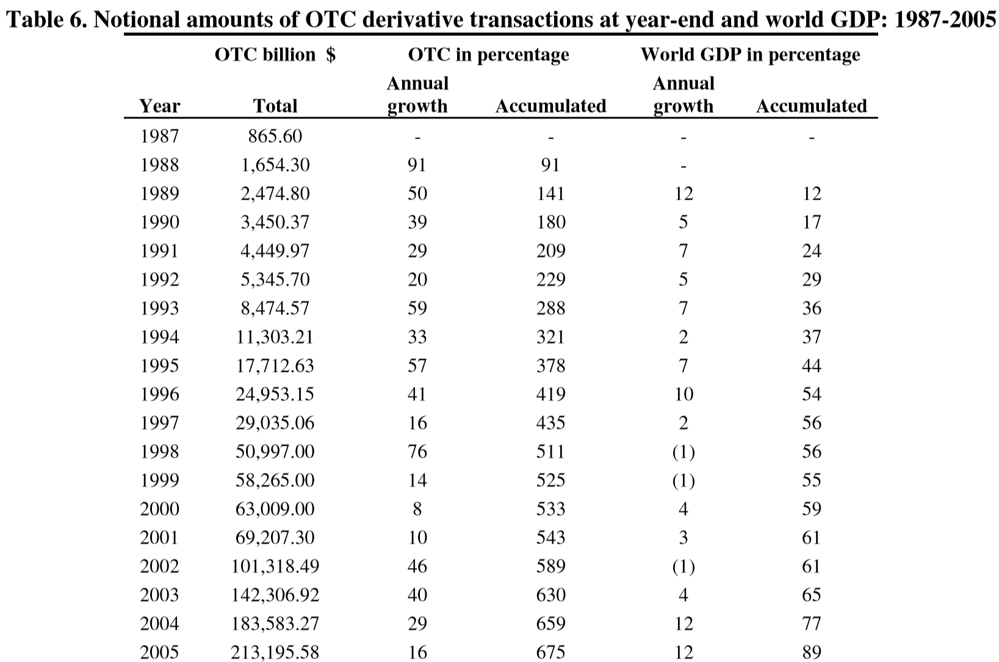 Table 6. Notional amounts of OTC derivative transactions at year-end and world GDP: 1987-2005
OTC billion $ OTC in percentage World GDP in percentage
Annual Annual
Year Total growth Accumulated growth Accumulated
1987 865.60 - - - -
1988 1,654.30 91 91 -
1989 2,474.80 50 141 12 12
1990 3,450.37 39 180 5 17
1991 4,449.97 29 209 7 24
1992 5,345.70 20 229 5 29
1993 8,474.57 59 288 7 36
1994 11,303.21 33 321 2 37
1995 17,712.63 57 378 7 44
1996 24,953.15 41 419 10 54
1997 29,035.06 16 435 2 56
1998 50,997.00 76 511 (1) 56
1999 58,265.00 14 525 (1) 55
2000 63,009.00 8 533 4 59
2001 69,207.30 10 543 3 61
2002 101,318.49 46 589 (1) 61
2003 142,306.92 40 630 4 65
2004 183,583.27 29 659 12 77
2005 213,195.58 16 675 12 89